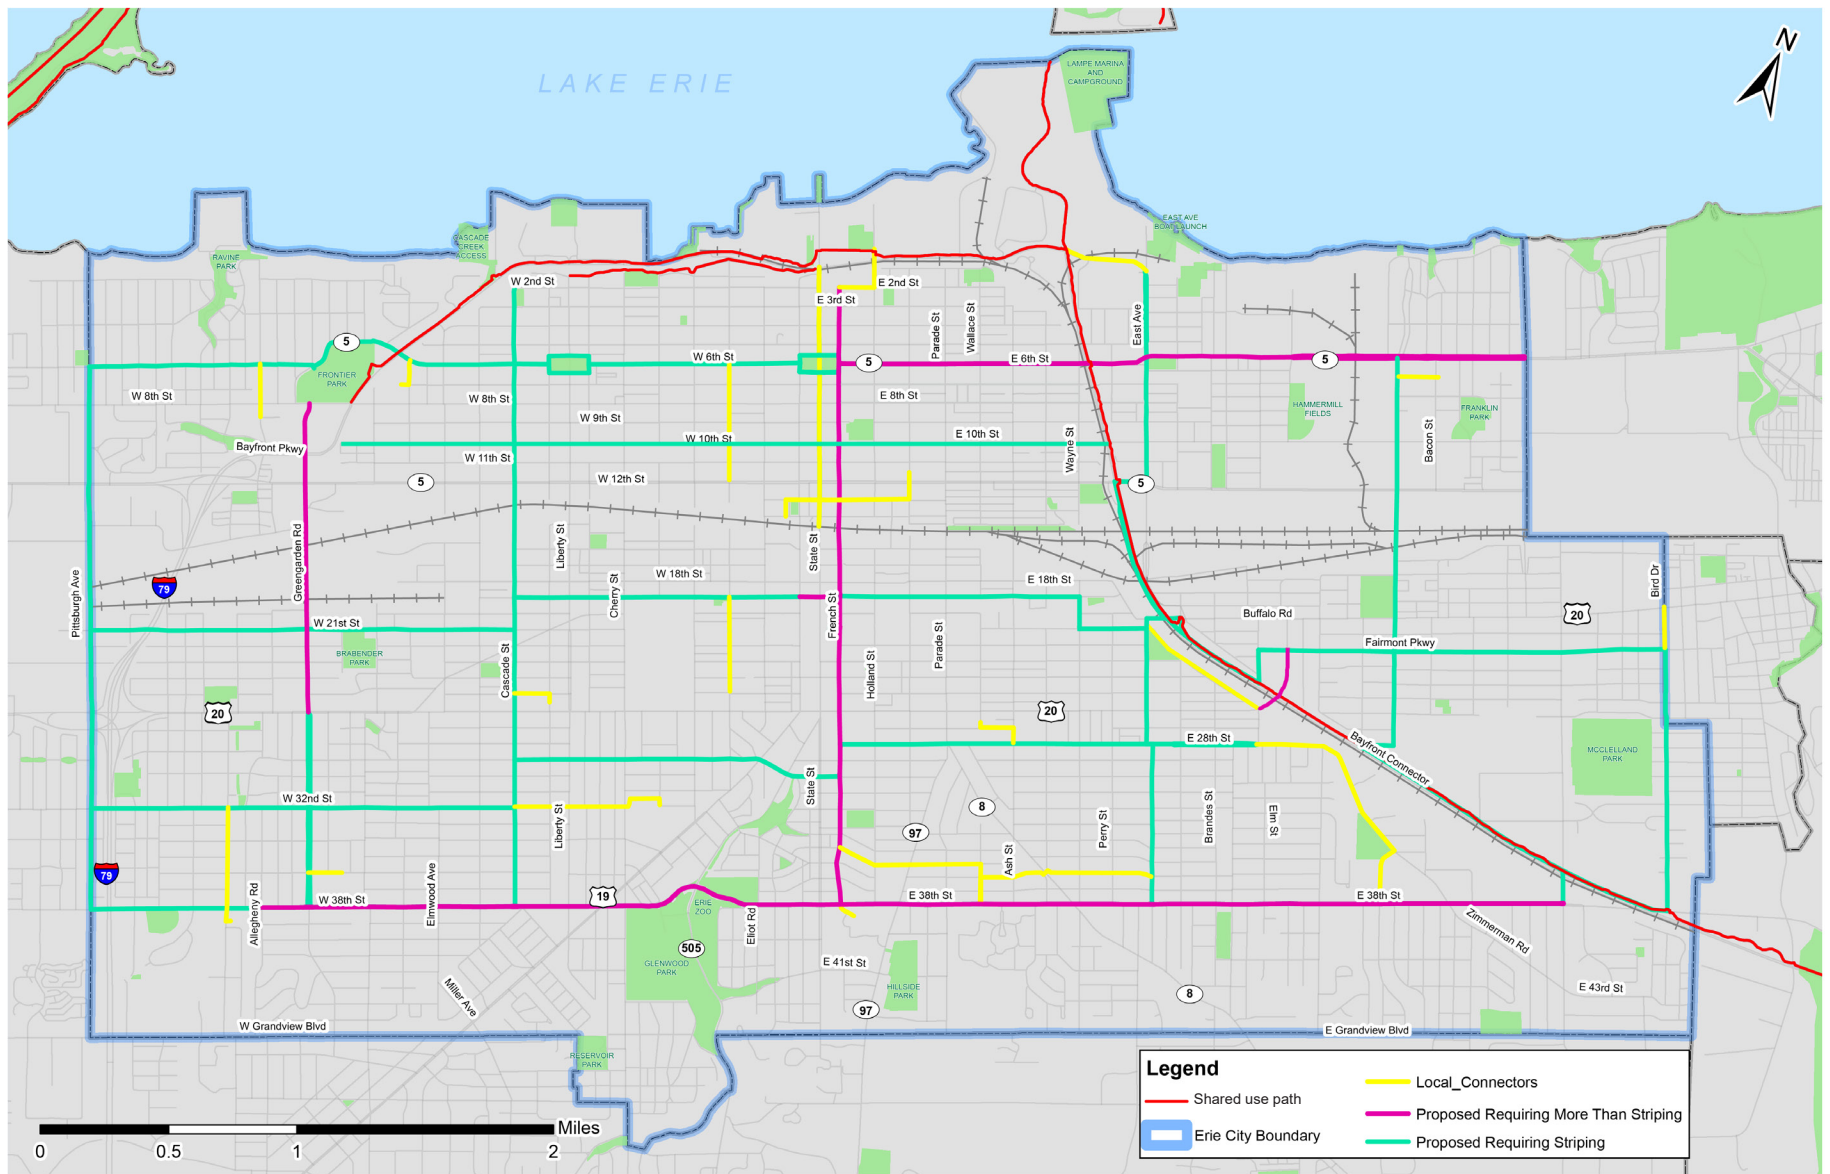 N
LAMPE MARINA
AND
CAMPGROUND
LAKE ERIE
EAST AVE
BOAT LAUNCH
CASCADE
CREEK
ACCESS
RAVINE
PARK
W 2nd St
E 2nd St
E 3rd St
Parade St
Wallace St
East Ave
5
W 6th St
5
E 6th St
5
FRONTIER
PARK
W 8th St
W 8th St
E 8th St
HAMMERMILL
FIELDS
FRANKLIN
PARK
W 9th St
Bacon St
W 10th St
E 10th St
Wayne St
Bayfront Pkwy
W 11th St
5
W 12th St
5
Greengarden Rd
Liberty St
State St
Pittsburgh Ave
79
W 18th St
E 18th St
Bird Dr
Cherry St
French St
Buffalo Rd
20
W 21st St
Parade St
Fairmont Pkwy
BRABENDER
PARK
Cascade St
Holland St
20
20
E 28th St
Bayfront Connector
MCCLELLAND
PARK
W 32nd St
State St
Liberty St
8
97
Perry St
Brandes St
Elm St
Ash St
79
W 38th St
Elmwood Ave
19
E 38th St
E 38th St
Allegheny Rd
ERIE
ZOO
Eliot Rd
Zimmerman Rd
505
GLENWOOD
PARK
E 41st St
HILLSIDE
PARK
Miller Ave
8
E 43rd St
97
W Grandview Blvd
E Grandview Blvd
RESERVOIR
PARK
Legend
Shared use path
Erie City Boundary
Local_Connectors
Proposed Requiring More Than Striping
Proposed Requiring Striping
Miles
0 0.5 1 2